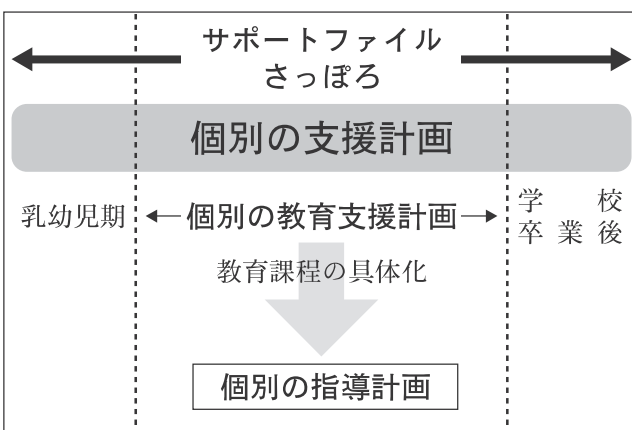 サポートファイル
さっぽろ
個別の支援計画
乳幼児期
個別の教育支援計画
学校
卒業後
教育課程の具体化
個別の指導計画